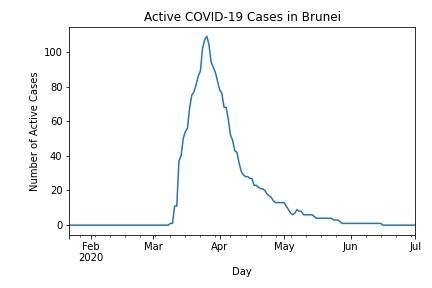 Active COVID-19 Cases in Brunei
Number of Active Cases
100
80
60
40
20
0
Feb
2020
Mar
Apr
May
Jun
Jul
Day